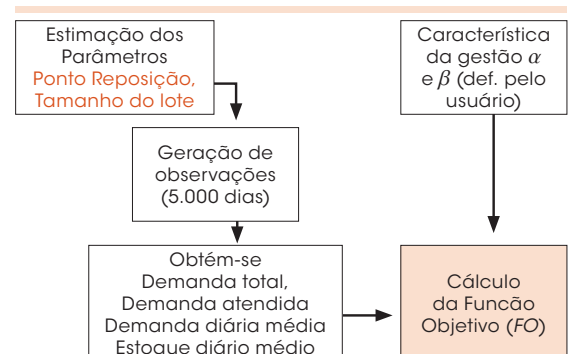 Estimação dos
Parâmetros
Ponto Reposição,
Tamanho do lote
Característica
da gestão α
e β (def. pelo
usuário)
Geração de
observações
(5.000 dias)
Obtém-se
Demanda total,
Demanda atendida
Demanda diária média
Estoque diário médio
Cálculo
da Funcão
Objetivo (FO)